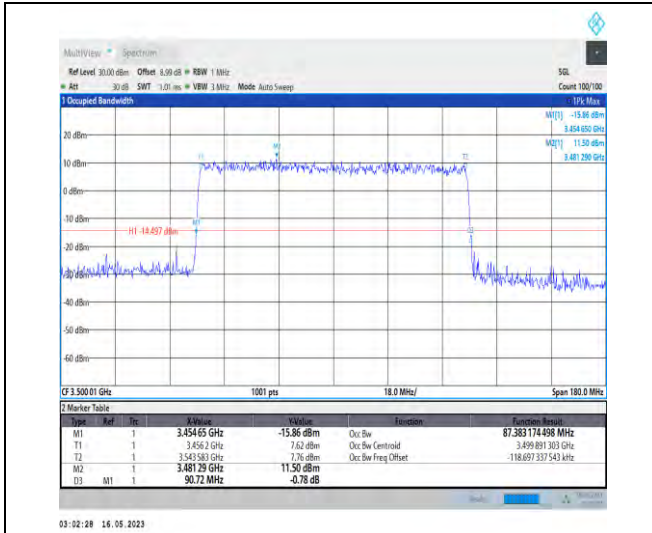 MultiView Spectrum
Ref Level 30.00 dBm Offset 8.99 dB RBW 1 MHz SGL
Att 30 dB SWT 1.01 ms VBW 3 MHz Mode Auto Sweep Count 100/100
1 Occupied Bandwidth 1Pk Max
M1[1] -15.86 dBm
3.454 650 GHz
M2[1] 11.50 dBm
3.481 290 GHz
20 dBm
10 dBm
T1
M2
T2
0 dBm
-10 dBm
M1
H1 -14.497 dBm
D3
-20 dBm
-30 dBm
-40 dBm
-50 dBm
-60 dBm
CF 3.500 01 GHz 1001 pts 18.0 MHz/ Span 180.0 MHz
2 Marker Table
Type Ref Trc X-Value Y-Value Function Function Result
M1 1 3.454 65 GHz -15.86 dBm Occ Bw 87.383 174 498 MHz
T1 1 3.456 2 GHz 7.62 dBm Occ Bw Centroid 3.499 891 303 GHz
T2 1 3.543 583 GHz 7.76 dBm Occ Bw Freq Offset -118.697 337 543 kHz
M2 1 3.481 29 GHz 11.50 dBm
D3 M1 1 90.72 MHz -0.78 dB
03:02:28 16.05.2023